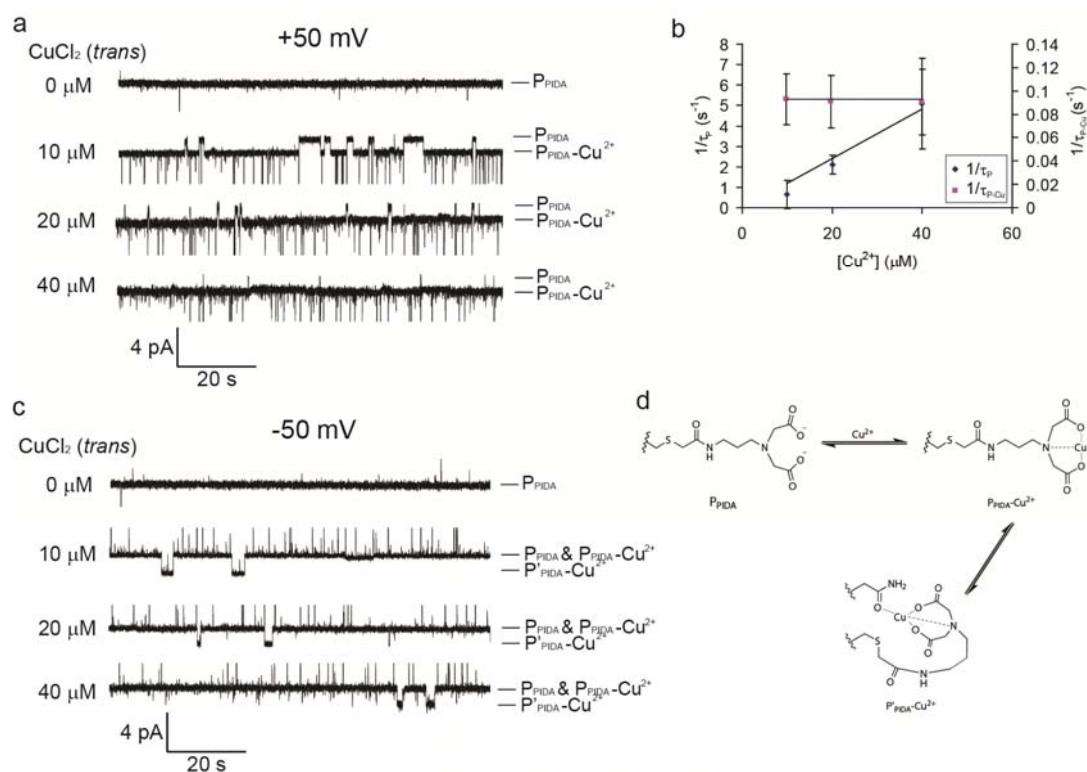 a
+50 mV
CuCl₂ (trans)
0 µM
P_PIDA
10 µM
P_PIDA
P_PIDA-Cu²⁺
20 µM
P_PIDA
P_PIDA-Cu²⁺
40 µM
P_PIDA
P_PIDA-Cu²⁺
4 pA
20 s
b
8
7
6
5
4
3
2
1
0
1/τ_P (s⁻¹)
0.14
0.12
0.1
0.08
0.06
0.04
0.02
0
1/τ_P-Cu (s⁻¹)
1/τ_P
1/τ_P-Cu
0 20 40 60
[Cu²⁺] (µM)
c
-50 mV
CuCl₂ (trans)
0 µM
P_PIDA
10 µM
P_PIDA & P_PIDA-Cu²⁺
P'_PIDA-Cu²⁺
20 µM
P_PIDA & P_PIDA-Cu²⁺
P'_PIDA-Cu²⁺
40 µM
P_PIDA & P_PIDA-Cu²⁺
P'_PIDA-Cu²⁺
4 pA
20 s
d
S O N H N O O⁻ O O⁻
Cu²⁺
S O N H N O O Cu O O
P_PIDA
P_PIDA-Cu²⁺
NH₂ O Cu O O N O O
S O N H
P'_PIDA-Cu²⁺